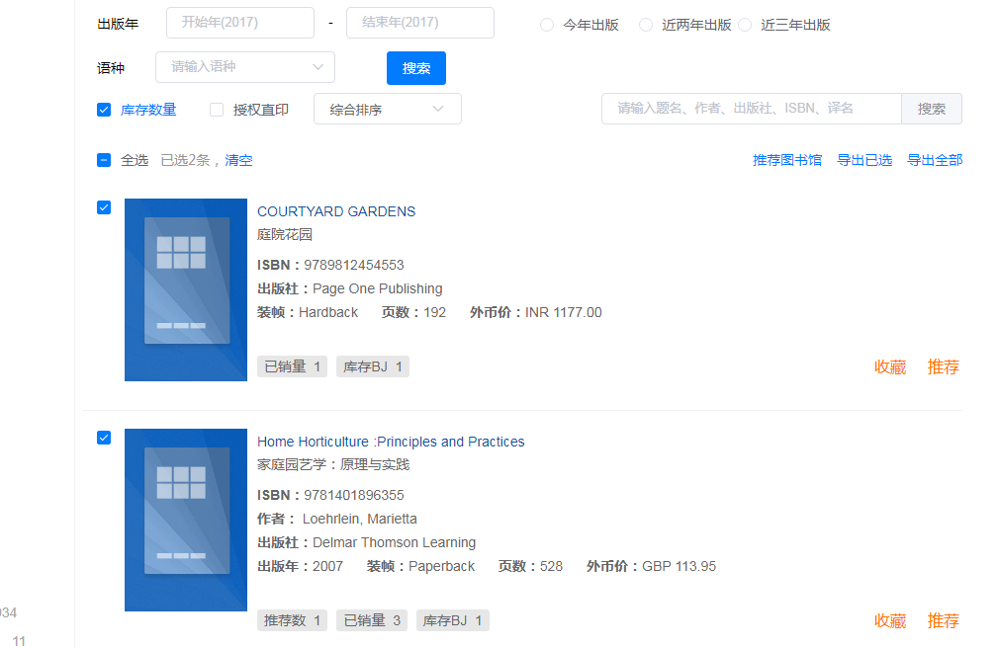 出版年 开始年(2017) - 结束年(2017) 今年出版 近两年出版 近三年出版
语种 请输入语种 搜索
库存数量 授权直印 综合排序 请输入题名、作者、出版社、ISBN、译名 搜索
全选 已选2条，清空 推荐图书馆 导出已选 导出全部
COURTYARD GARDENS
庭院花园
ISBN：9789812454553
出版社：Page One Publishing
装帧：Hardback 页数：192 外币价：INR 1177.00
已销量 1 库存BJ 1 收藏 推荐
Home Horticulture :Principles and Practices
家庭园艺学：原理与实践
ISBN：9781401896355
作者： Loehrlein, Marietta
出版社：Delmar Thomson Learning
出版年：2007 装帧：Paperback 页数：528 外币价：GBP 113.95
推荐数 1 已销量 3 库存BJ 1 收藏 推荐
11